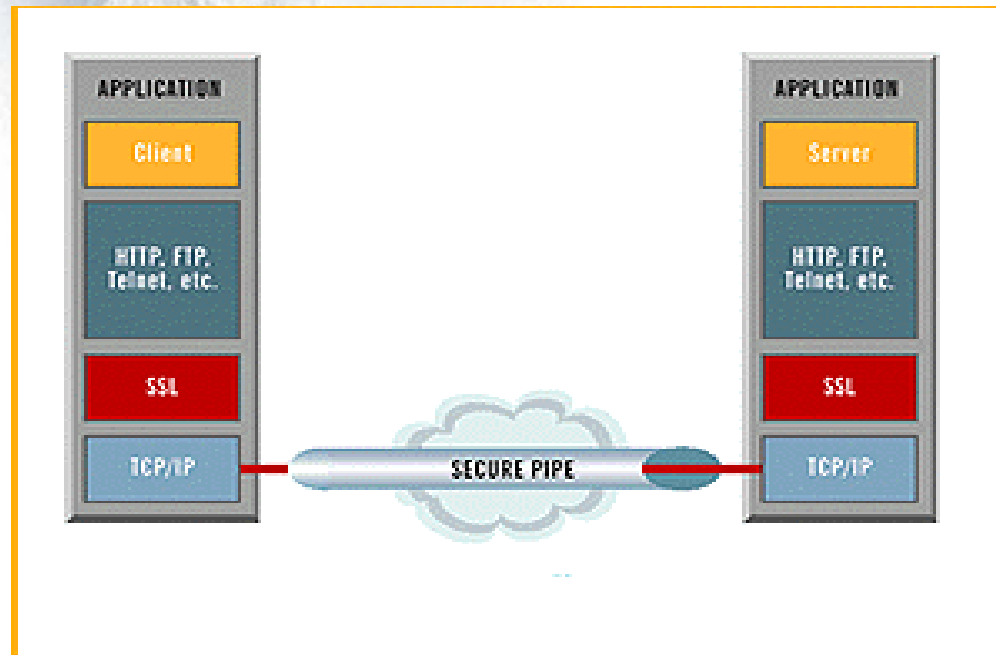 APPLICATION
Client
HTTP, FTP,
Telnet, etc.
SSL
TCP/IP
SECURE PIPE
APPLICATION
Server
HTTP, FTP,
Telnet, etc.
SSL
TCP/IP